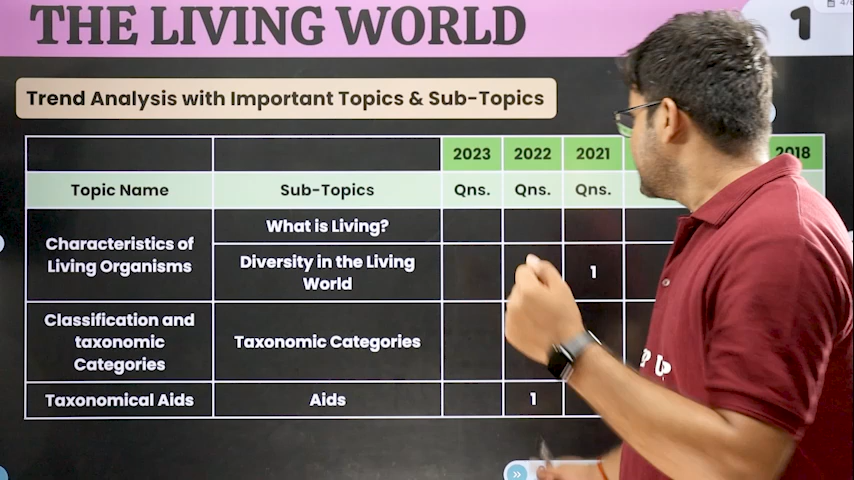 THE LIVING WORLD
1
Trend Analysis with Important Topics & Sub-Topics
2023 2022 2021 2018
Topic Name Sub-Topics Qns. Qns. Qns.
Characteristics of
Living Organisms
What is Living?
Diversity in the Living
World
1
Classification and
taxonomic
Categories
Taxonomic Categories
Taxonomical Aids Aids 1